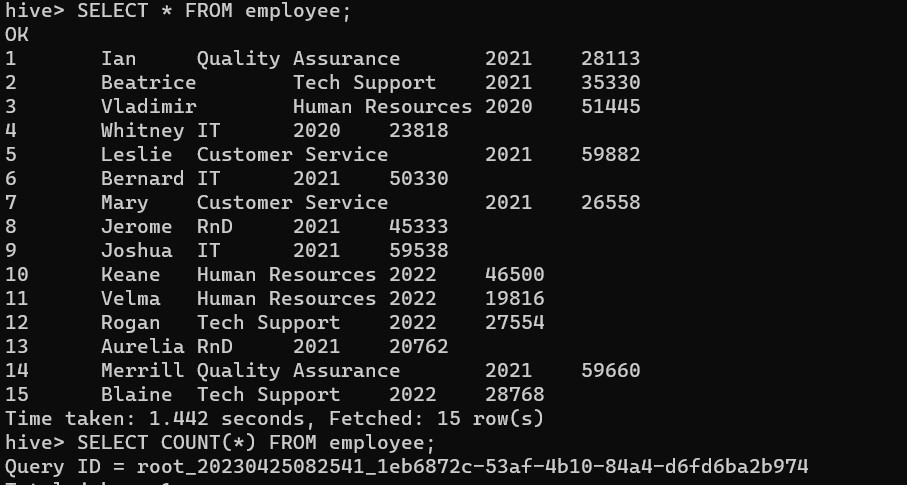 hive> SELECT * FROM employee;
OK
1 Ian Quality Assurance 2021 28113
2 Beatrice Tech Support 2021 35330
3 Vladimir Human Resources 2020 51445
4 Whitney IT 2020 23818
5 Leslie Customer Service 2021 59882
6 Bernard IT 2021 50330
7 Mary Customer Service 2021 26558
8 Jerome RnD 2021 45333
9 Joshua IT 2021 59538
10 Keane Human Resources 2022 46500
11 Velma Human Resources 2022 19816
12 Rogan Tech Support 2022 27554
13 Aurelia RnD 2021 20762
14 Merrill Quality Assurance 2021 59660
15 Blaine Tech Support 2022 28768
Time taken: 1.442 seconds, Fetched: 15 row(s)
hive> SELECT COUNT(*) FROM employee;
Query ID = root_20230425082541_1eb6872c-53af-4b10-84a4-d6fd6ba2b974